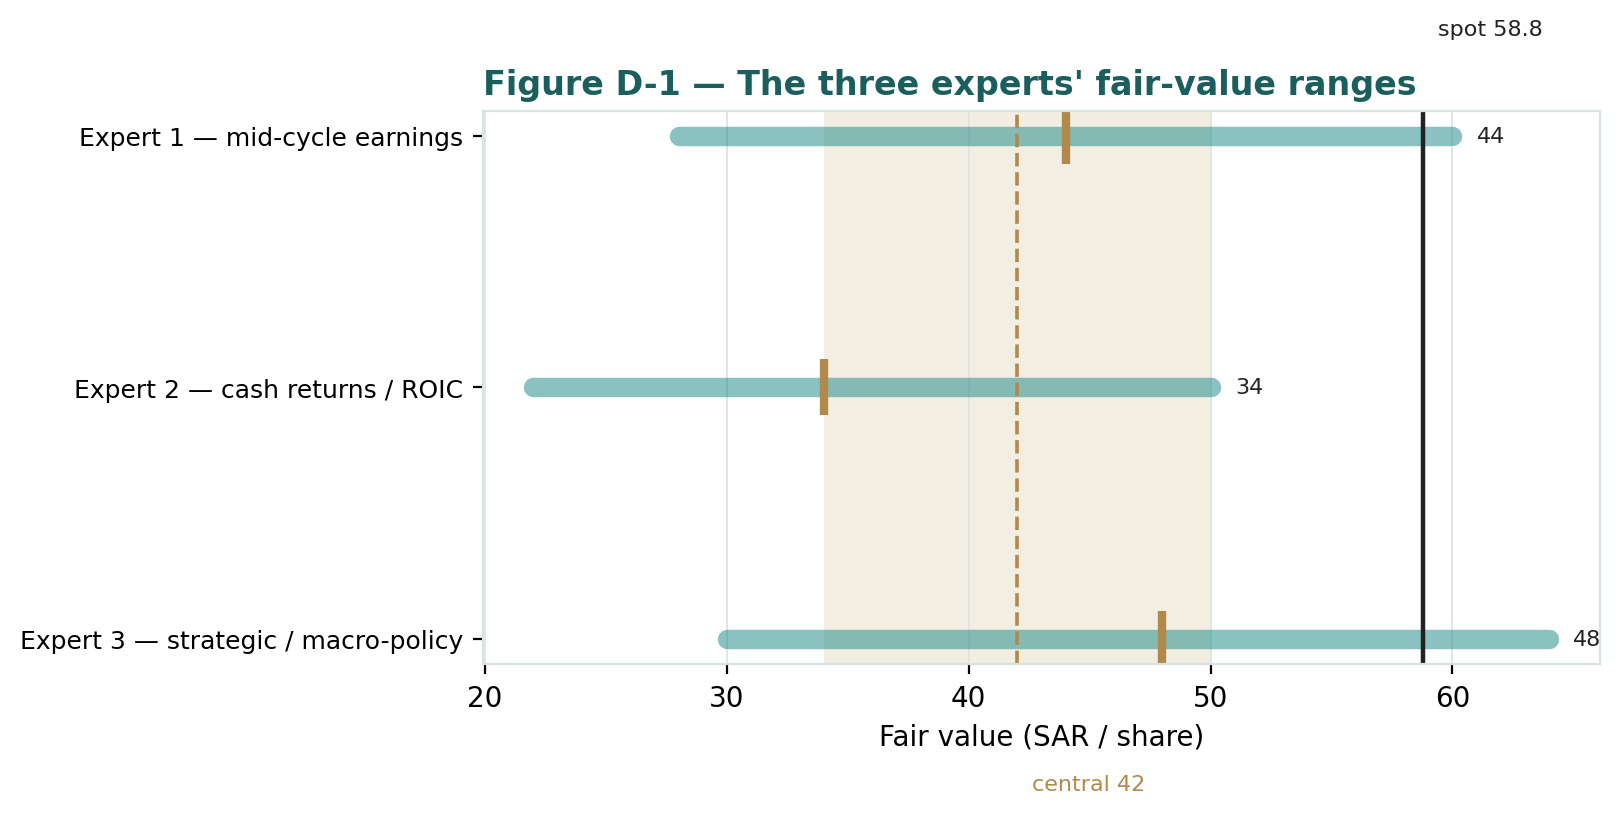 spot 58.8
Figure D-1 — The three experts' fair-value ranges
Expert 1 — mid-cycle earnings
44
Expert 2 — cash returns / ROIC
34
Expert 3 — strategic / macro-policy
48
20 30 40 50 60
Fair value (SAR / share)
central 42